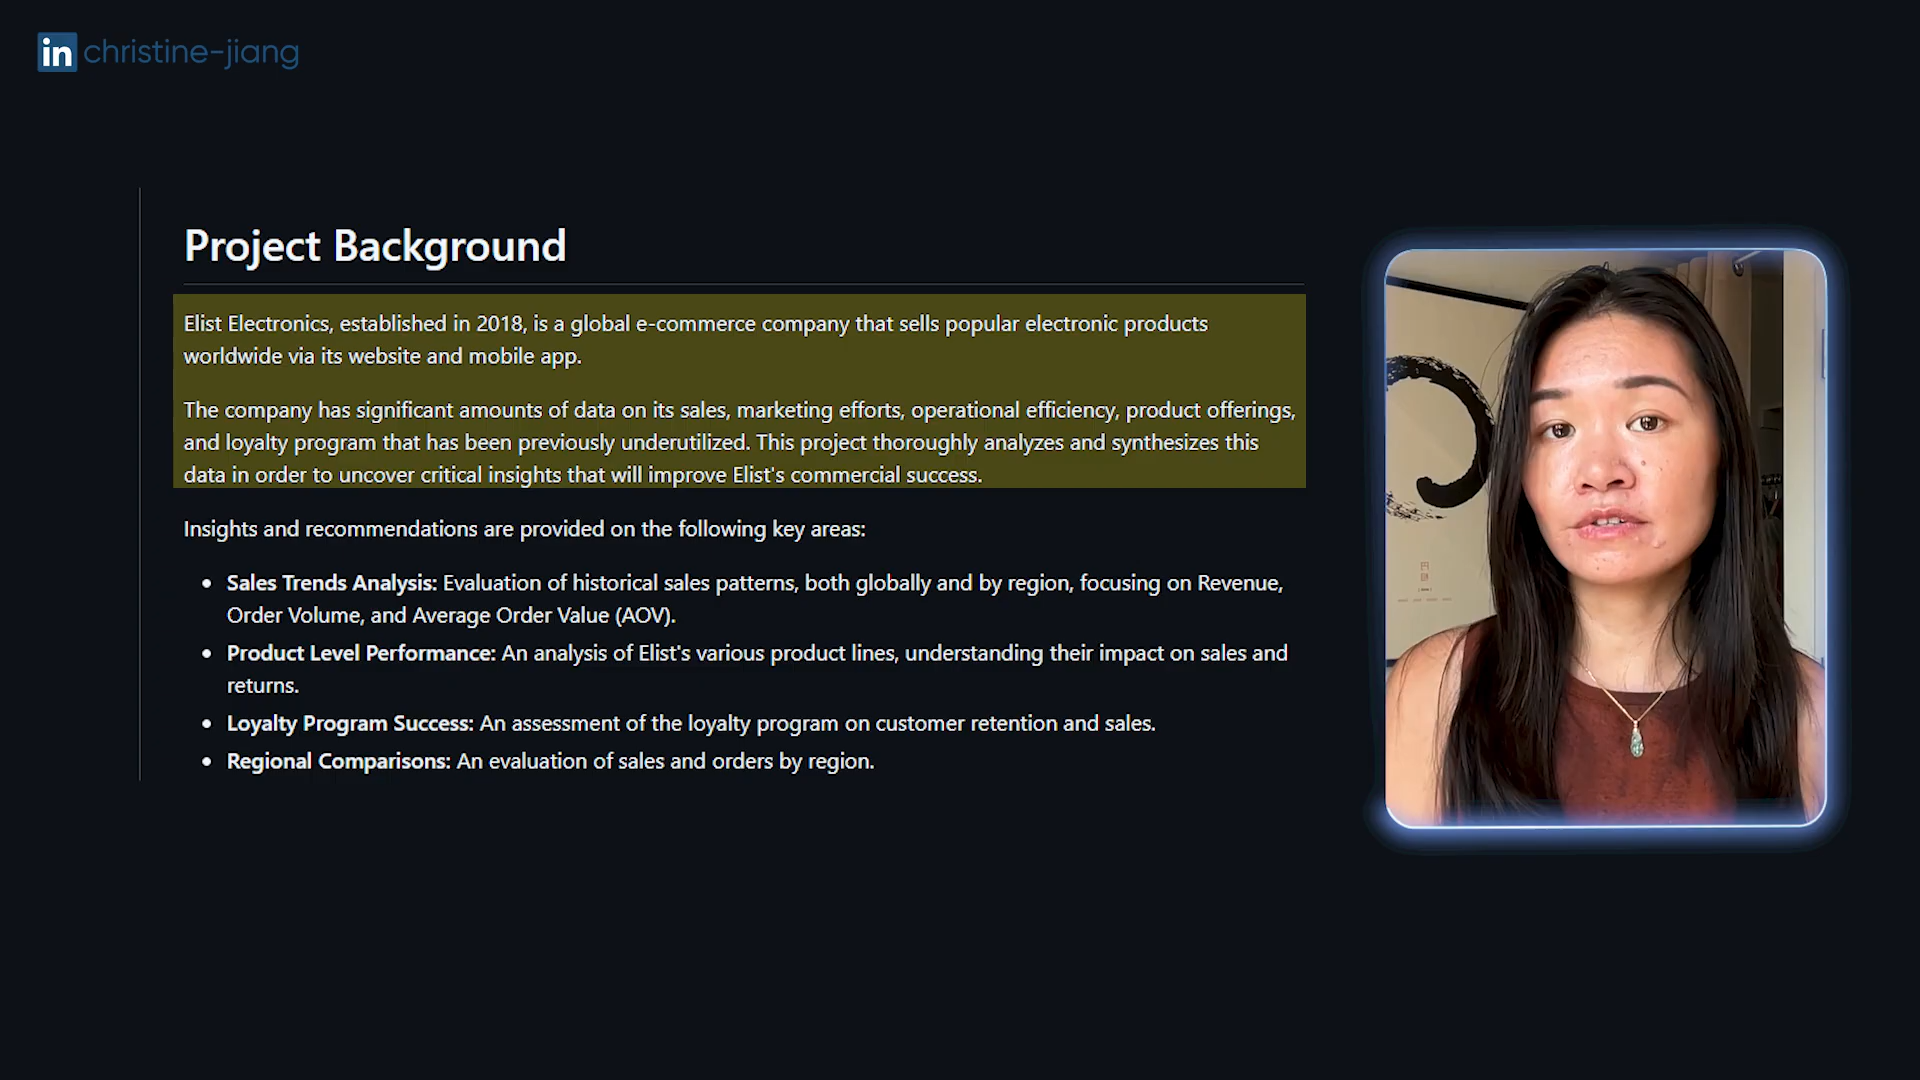 in christine-jiang
Project Background
Elist Electronics, established in 2018, is a global e-commerce company that sells popular electronic products
worldwide via its website and mobile app.
The company has significant amounts of data on its sales, marketing efforts, operational efficiency, product offerings,
and loyalty program that has been previously underutilized. This project thoroughly analyzes and synthesizes this
data in order to uncover critical insights that will improve Elist's commercial success.
Insights and recommendations are provided on the following key areas:
• Sales Trends Analysis: Evaluation of historical sales patterns, both globally and by region, focusing on Revenue,
Order Volume, and Average Order Value (AOV).
• Product Level Performance: An analysis of Elist's various product lines, understanding their impact on sales and
returns.
• Loyalty Program Success: An assessment of the loyalty program on customer retention and sales.
• Regional Comparisons: An evaluation of sales and orders by region.